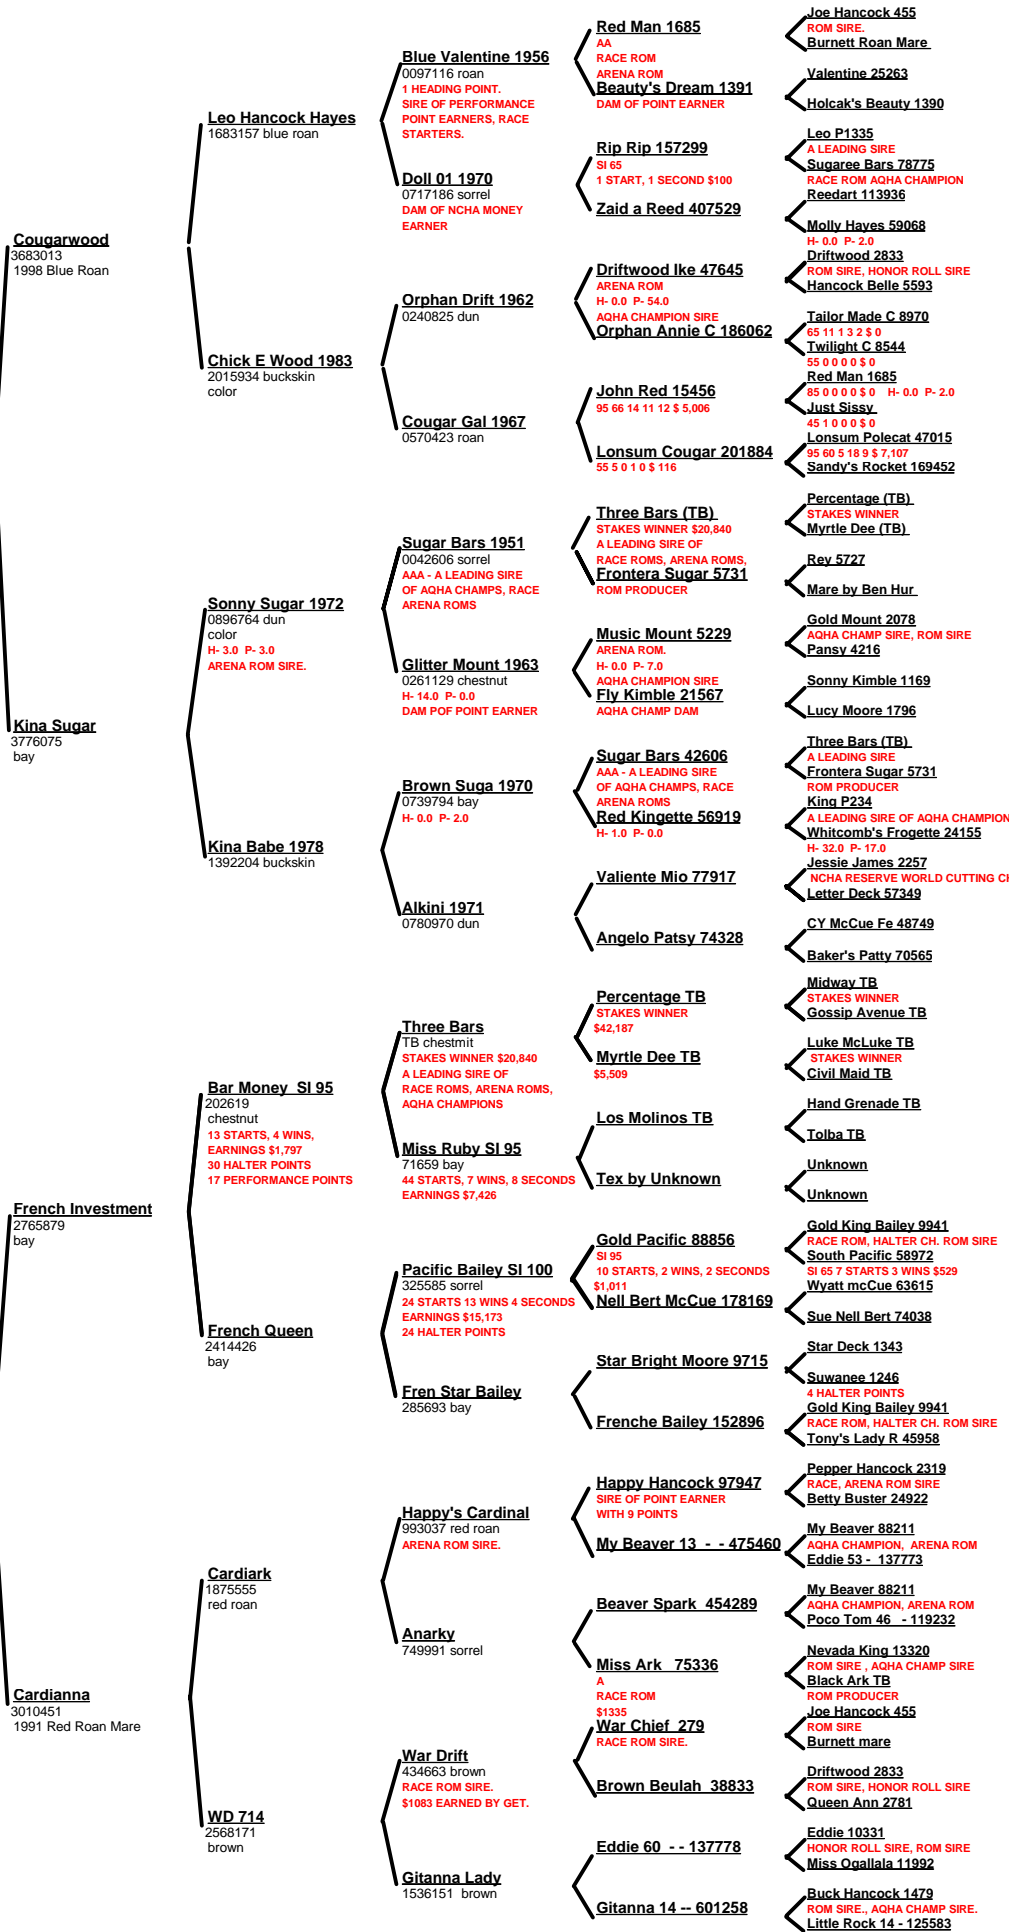 Cougarwood
3683013
1998 Blue Roan
Kina Sugar
3776075
bay
French Investment
2765879
bay
Cardianna
3010451
1991 Red Roan Mare
Leo Hancock Hayes
1683157 blue roan
Chick E Wood 1983
2015934 buckskin
color
Sonny Sugar 1972
0896764 dun
color
H- 3.0 P- 3.0
ARENA ROM SIRE.
Kina Babe 1978
1392204 buckskin
Bar Money SI 95
202619
chestnut
13 STARTS, 4 WINS,
EARNINGS $1,797
30 HALTER POINTS
17 PERFORMANCE POINTS
French Queen
2414426
bay
Cardiark
1875555
red roan
WD 714
2568171
brown
Blue Valentine 1956
0097116 roan
1 HEADING POINT.
SIRE OF PERFORMANCE
POINT EARNERS, RACE
STARTERS.
Doll 01 1970
0717186 sorrel
DAM OF NCHA MONEY
EARNER
Orphan Drift 1962
0240825 dun
Cougar Gal 1967
0570423 roan
Sugar Bars 1951
0042606 sorrel
AAA - A LEADING SIRE
OF AQHA CHAMPS, RACE
ARENA ROMS
Glitter Mount 1963
0261129 chestnut
H- 14.0 P- 0.0
DAM POF POINT EARNER
Brown Suga 1970
0739794 bay
H- 0.0 P- 2.0
Alkini 1971
0780970 dun
Three Bars
TB chestmit
STAKES WINNER $20,840
A LEADING SIRE OF
RACE ROMS, ARENA ROMS,
AQHA CHAMPIONS
Miss Ruby SI 95
71659 bay
44 STARTS, 7 WINS, 8 SECONDS
EARNINGS $7,426
Pacific Bailey SI 100
325585 sorrel
24 STARTS 13 WINS 4 SECONDS
EARNINGS $15,173
24 HALTER POINTS
Fren Star Bailey
285693 bay
Happy's Cardinal
993037 red roan
ARENA ROM SIRE.
Anarky
749991 sorrel
War Drift
434663 brown
RACE ROM SIRE.
$1083 EARNED BY GET.
Gitanna Lady
1536151 brown
Red Man 1685
AA
RACE ROM
ARENA ROM
Beauty's Dream 1391
DAM OF POINT EARNER
Rip Rip 157299
SI 65
1 START, 1 SECOND $100
Zaid a Reed 407529
Driftwood Ike 47645
ARENA ROM
H- 0.0 P- 54.0
AQHA CHAMPION SIRE
Orphan Annie C 186062
John Red 15456
95 66 14 11 12 $ 5,006
Lonsum Cougar 201884
55 5 0 1 0 $ 116
Three Bars (TB)
STAKES WINNER $20,840
A LEADING SIRE OF
RACE ROMS, ARENA ROMS,
Frontera Sugar 5731
ROM PRODUCER
Music Mount 5229
ARENA ROM.
H- 0.0 P- 7.0
AQHA CHAMPION SIRE
Fly Kimble 21567
AQHA CHAMP DAM
Sugar Bars 42606
AAA - A LEADING SIRE
OF AQHA CHAMPS, RACE
ARENA ROMS
Red Kingette 56919
H- 1.0 P- 0.0
Valiente Mio 77917
Angelo Patsy 74328
Percentage TB
STAKES WINNER
$42,187
Myrtle Dee TB
$5,509
Los Molinos TB
Tex by Unknown
Gold Pacific 88856
SI 95
10 STARTS, 2 WINS, 2 SECONDS
$1,011
Nell Bert McCue 178169
Star Bright Moore 9715
Frenche Bailey 152896
Happy Hancock 97947
SIRE OF POINT EARNER
WITH 9 POINTS
My Beaver 13 - - 475460
Beaver Spark 454289
Miss Ark 75336
A
RACE ROM
$1335
War Chief 279
RACE ROM SIRE.
Brown Beulah 38833
Eddie 60 - - 137778
Gitanna 14 -- 601258
Joe Hancock 455
ROM SIRE.
Burnett Roan Mare
Valentine 25263
Holcak's Beauty 1390
Leo P1335
A LEADING SIRE
Sugaree Bars 78775
RACE ROM AQHA CHAMPION
Reedart 113936
Molly Hayes 59068
H- 0.0 P- 2.0
Driftwood 2833
ROM SIRE, HONOR ROLL SIRE
Hancock Belle 5593
Tailor Made C 8970
65 11 1 3 2 $ 0
Twilight C 8544
55 0 0 0 0 $ 0
Red Man 1685
85 0 0 0 0 $ 0 H- 0.0 P- 2.0
Just Sissy
45 1 0 0 0 $ 0
Lonsum Polecat 47015
95 60 5 18 9 $ 7,107
Sandy's Rocket 169452
Percentage (TB)
STAKES WINNER
Myrtle Dee (TB)
Rey 5727
Mare by Ben Hur
Gold Mount 2078
AQHA CHAMP SIRE, ROM SIRE
Pansy 4216
Sonny Kimble 1169
Lucy Moore 1796
Three Bars (TB)
A LEADING SIRE
Frontera Sugar 5731
ROM PRODUCER
King P234
A LEADING SIRE OF AQHA CHAMPION
Whitcomb's Frogette 24155
H- 32.0 P- 17.0
Jessie James 2257
NCHA RESERVE WORLD CUTTING CH
Letter Deck 57349
CY McCue Fe 48749
Baker's Patty 70565
Midway TB
STAKES WINNER
Gossip Avenue TB
Luke McLuke TB
STAKES WINNER
Civil Maid TB
Hand Grenade TB
Tolba TB
Unknown
Unknown
Gold King Bailey 9941
RACE ROM, HALTER CH. ROM SIRE
South Pacific 58972
SI 65 7 STARTS 3 WINS $529
Wyatt mcCue 63615
Sue Nell Bert 74038
Star Deck 1343
Suwanee 1246
4 HALTER POINTS
Gold King Bailey 9941
RACE ROM, HALTER CH. ROM SIRE
Tony's Lady R 45958
Pepper Hancock 2319
RACE, ARENA ROM SIRE
Betty Buster 24922
My Beaver 88211
AQHA CHAMPION, ARENA ROM
Eddie 53 - 137773
My Beaver 88211
AQHA CHAMPION, ARENA ROM
Poco Tom 46 - 119232
Nevada King 13320
ROM SIRE , AQHA CHAMP SIRE
Black Ark TB
ROM PRODUCER
Joe Hancock 455
ROM SIRE
Burnett mare
Driftwood 2833
ROM SIRE, HONOR ROLL SIRE
Queen Ann 2781
Eddie 10331
HONOR ROLL SIRE, ROM SIRE
Miss Ogallala 11992
Buck Hancock 1479
ROM SIRE., AQHA CHAMP SIRE.
Little Rock 14 - 125583